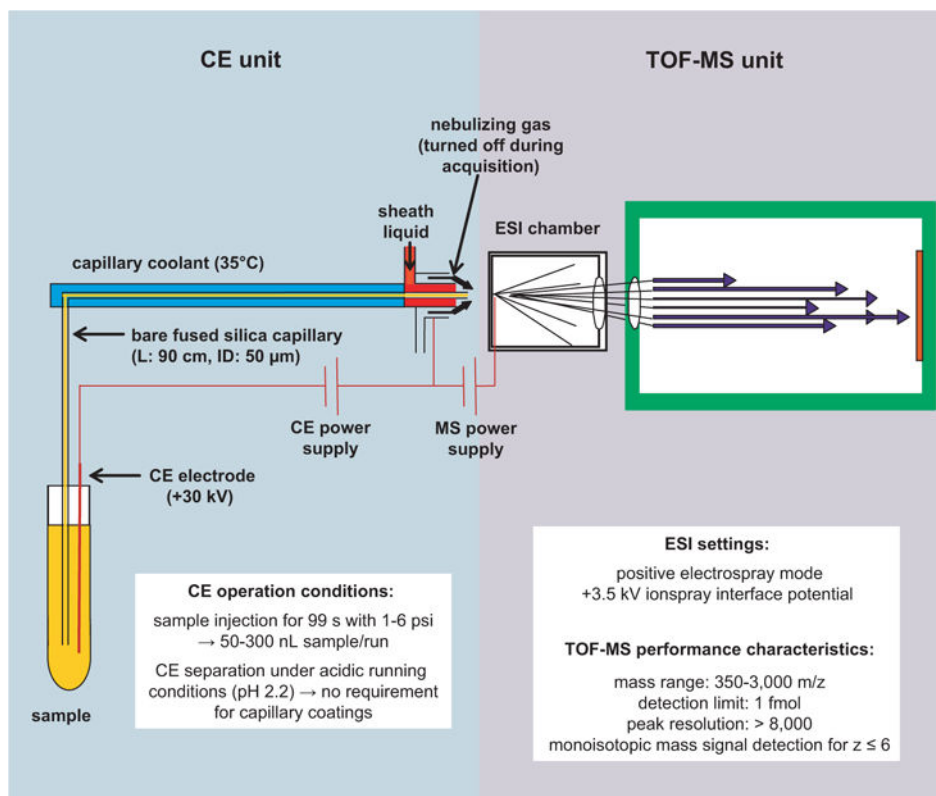 CE unit
TOF-MS unit
nebulizing gas
(turned off during
acquisition)
sheath
liquid
ESI chamber
capillary coolant (35°C)
bare fused silica capillary
(L: 90 cm, ID: 50 µm)
CE power
supply
MS power
supply
CE electrode
(+30 kV)
sample
CE operation conditions:
sample injection for 99 s with 1-6 psi
→ 50-300 nL sample/run
CE separation under acidic running
conditions (pH 2.2) → no requirement
for capillary coatings
ESI settings:
positive electrospray mode
+3.5 kV ionspray interface potential
TOF-MS performance characteristics:
mass range: 350-3,000 m/z
detection limit: 1 fmol
peak resolution: > 8,000
monoisotopic mass signal detection for z ≤ 6